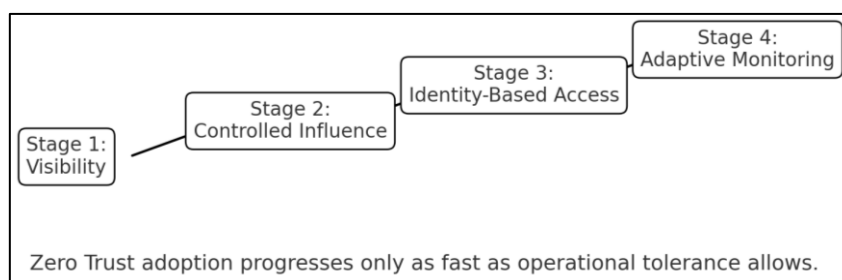 Stage 1:
Visibility
Stage 2:
Controlled Influence
Stage 3:
Identity-Based Access
Stage 4:
Adaptive Monitoring
Zero Trust adoption progresses only as fast as operational tolerance allows.